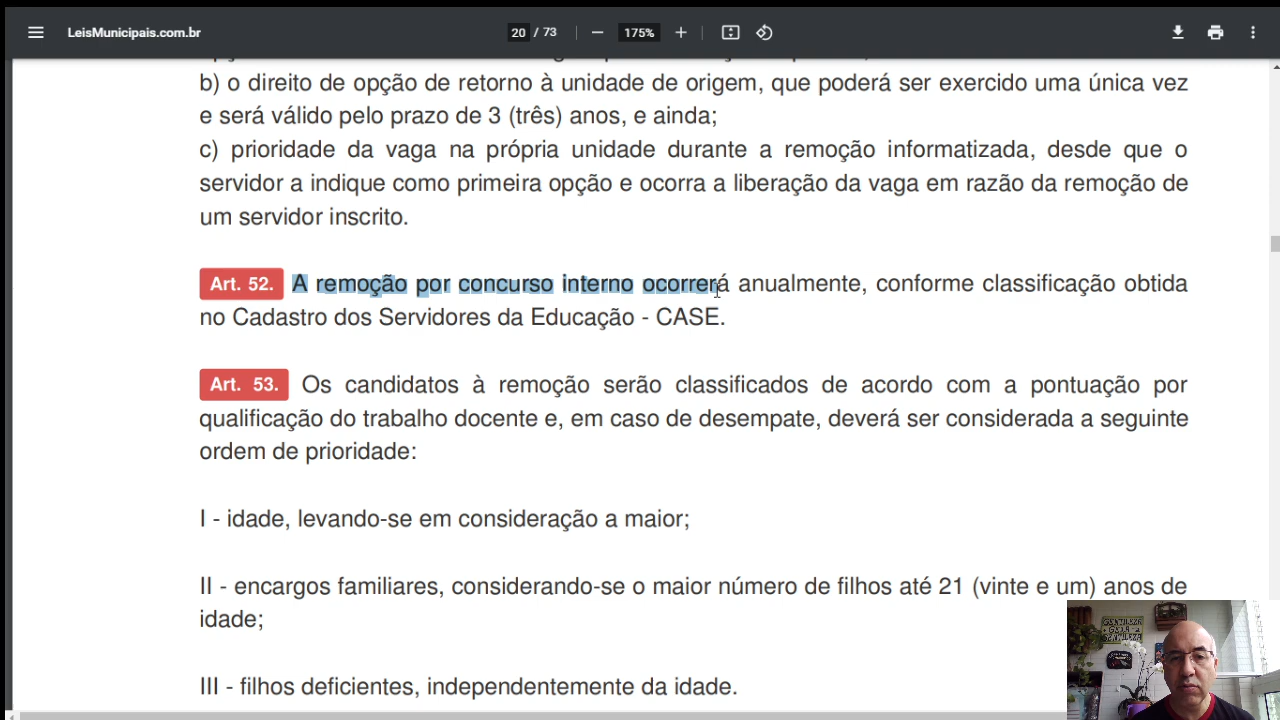 LeisMunicipais.com.br
20 / 73
175%
b) o direito de opção de retorno à unidade de origem, que poderá ser exercido uma única vez
e será válido pelo prazo de 3 (três) anos, e ainda;
c) prioridade da vaga na própria unidade durante a remoção informatizada, desde que o
servidor a indique como primeira opção e ocorra a liberação da vaga em razão da remoção de
um servidor inscrito.
Art. 52. A remoção por concurso interno ocorrerá anualmente, conforme classificação obtida
no Cadastro dos Servidores da Educação - CASE.
Art. 53. Os candidatos à remoção serão classificados de acordo com a pontuação por
qualificação do trabalho docente e, em caso de desempate, deverá ser considerada a seguinte
ordem de prioridade:
I - idade, levando-se em consideração a maior;
II - encargos familiares, considerando-se o maior número de filhos até 21 (vinte e um) anos de
idade;
III - filhos deficientes, independentemente da idade.